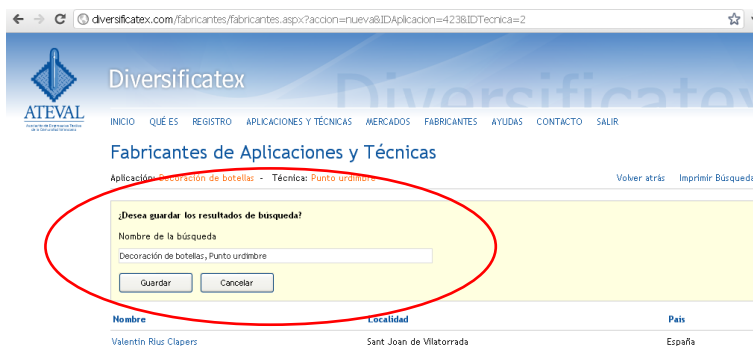 diversificatex.com/fabricantes/fabricantes.aspx?accion=nueva&IDAplicacion=423&IDTecnica=2
Diversificatex
Diversificatex
ATEVAL
INICIO QUÉ ES REGISTRO APLICACIONES Y TÉCNICAS MERCADOS FABRICANTES AYUDAS CONTACTO SALIR
Fabricantes de Aplicaciones y Técnicas
Aplicación: Decoración de botellas - Técnica: Punto urdimbre Volver atrás Imprimir Búsqueda
¿Desea guardar los resultados de búsqueda?
Nombre de la búsqueda
Decoración de botellas, Punto urdimbre
Guardar Cancelar
Nombre Localidad País
Valentín Rius Clapers Sant Joan de Vilatorrada España